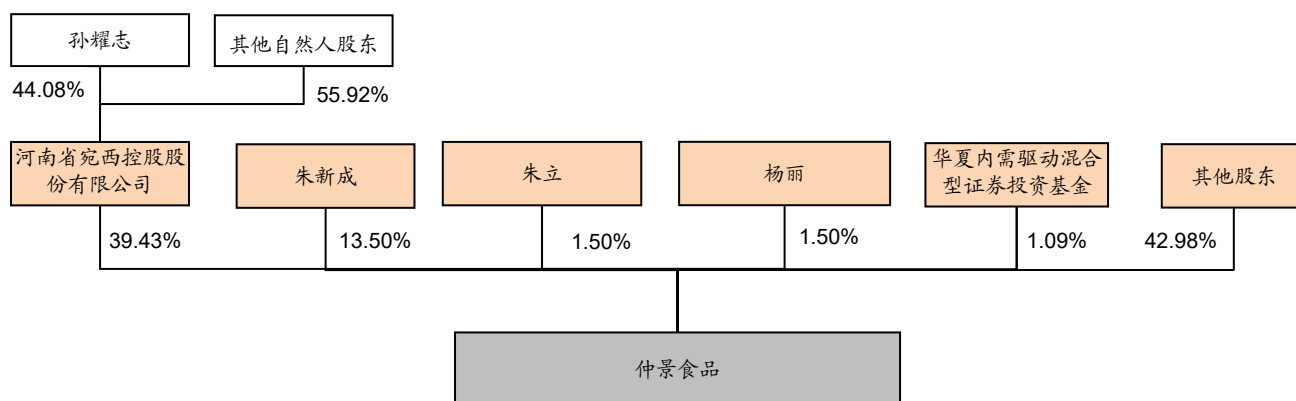 孙耀志
其他自然人股东
44.08%
55.92%
河南省宛西控股股
份有限公司
朱新成
朱立
杨丽
华夏内需驱动混合
型证券投资基金
其他股东
39.43%
13.50%
1.50%
1.50%
1.09%
42.98%
仲景食品